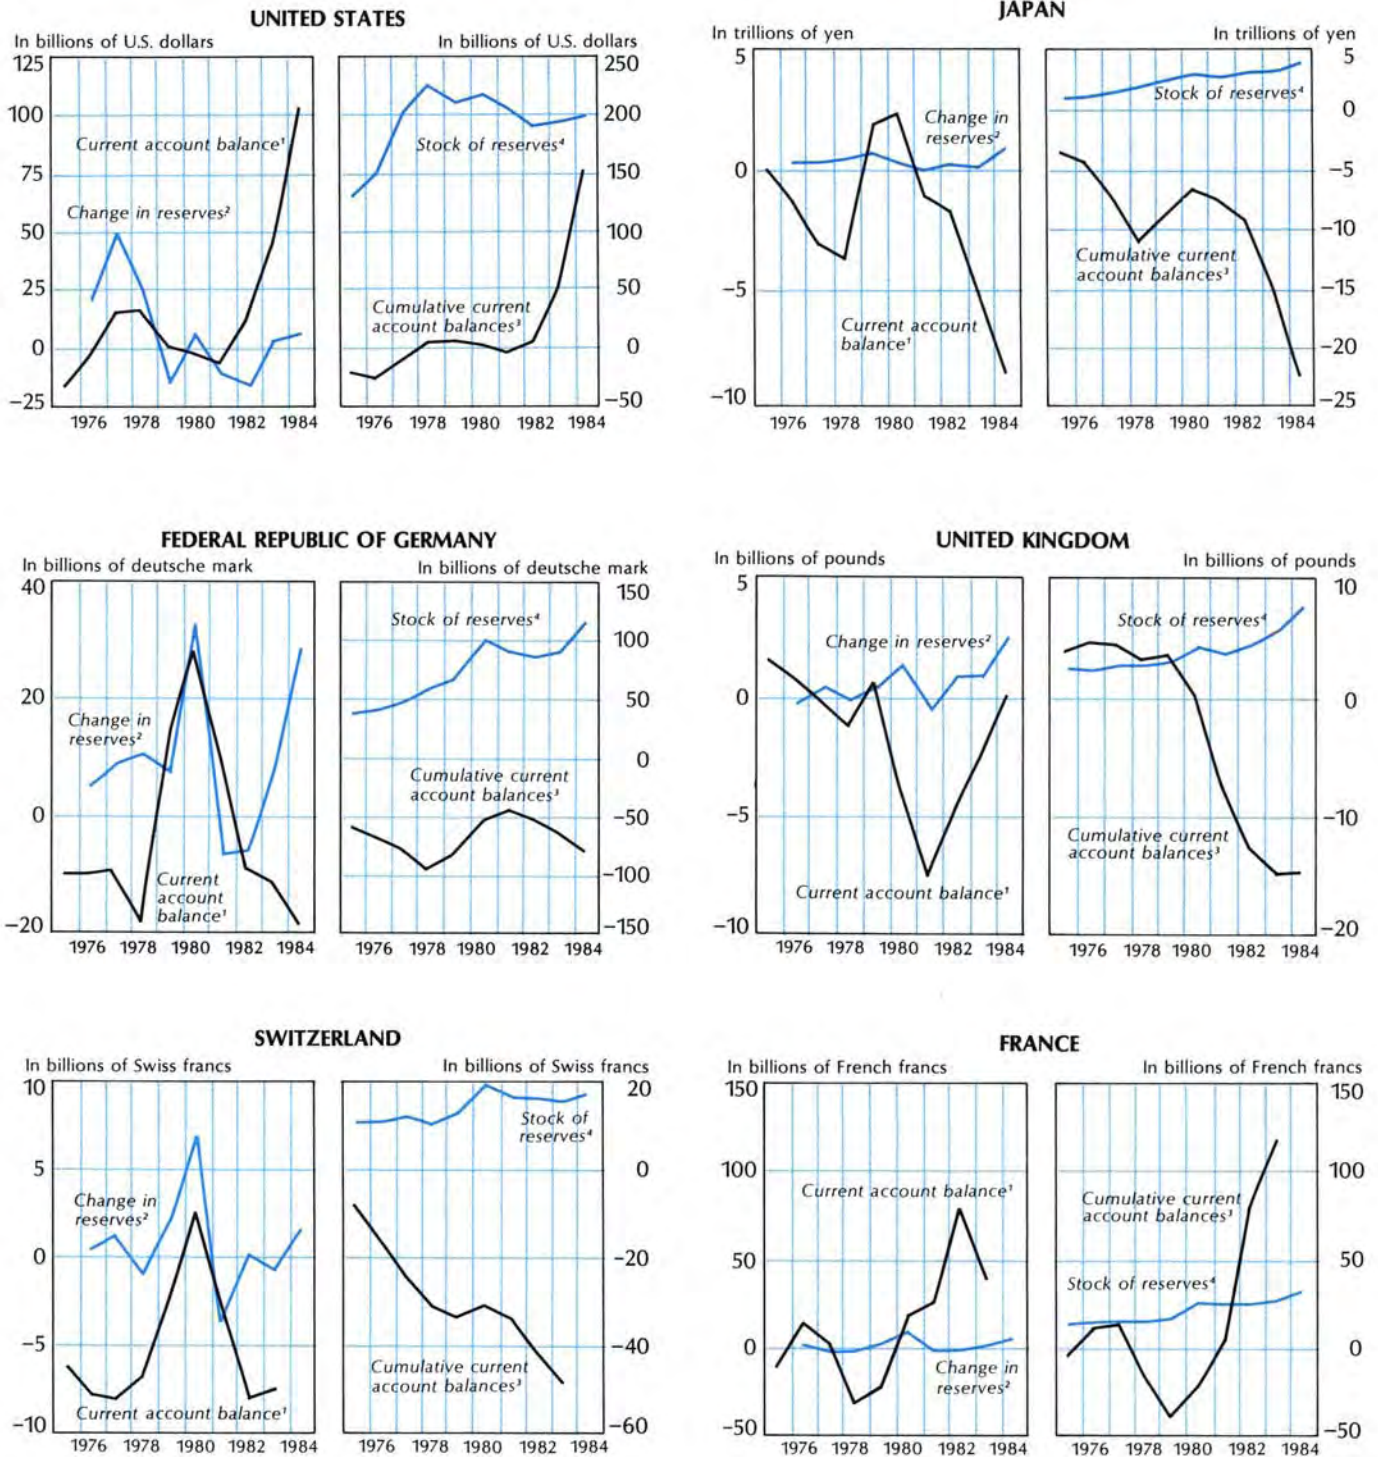 UNITED STATES
In billions of U.S. dollars
In billions of U.S. dollars
125
100
75
50
25
0
−25
Current account balance¹
Change in reserves²
1976 1978 1980 1982 1984
250
200
150
100
50
0
−50
Stock of reserves⁴
Cumulative current
account balances³
1976 1978 1980 1982 1984
JAPAN
In trillions of yen
In trillions of yen
5
0
−5
−10
Change in
reserves²
Current account
balance¹
1976 1978 1980 1982 1984
5
0
−5
−10
−15
−20
−25
Stock of reserves⁴
Cumulative current
account balances³
1976 1978 1980 1982 1984
FEDERAL REPUBLIC OF GERMANY
In billions of deutsche mark
In billions of deutsche mark
40
20
0
−20
Change in
reserves²
Current
account
balance¹
1976 1978 1980 1982 1984
150
100
50
0
−50
−100
−150
Stock of reserves⁴
Cumulative current
account balances³
1976 1978 1980 1982 1984
UNITED KINGDOM
In billions of pounds
In billions of pounds
5
0
−5
−10
Change in reserves²
Current account balance¹
1976 1978 1980 1982 1984
10
0
−10
−20
Stock of reserves⁴
Cumulative current
account balances³
1976 1978 1980 1982 1984
SWITZERLAND
In billions of Swiss francs
In billions of Swiss francs
10
5
0
−5
−10
Change in
reserves²
Current account balance¹
1976 1978 1980 1982 1984
20
0
−20
−40
−60
Stock of
reserves⁴
Cumulative current
account balances³
1976 1978 1980 1982 1984
FRANCE
In billions of French francs
In billions of French francs
150
100
50
0
−50
Current account balance¹
Change in
reserves²
1976 1978 1980 1982 1984
150
100
50
0
−50
Cumulative current
account balances³
Stock of reserves⁴
1976 1978 1980 1982 1984